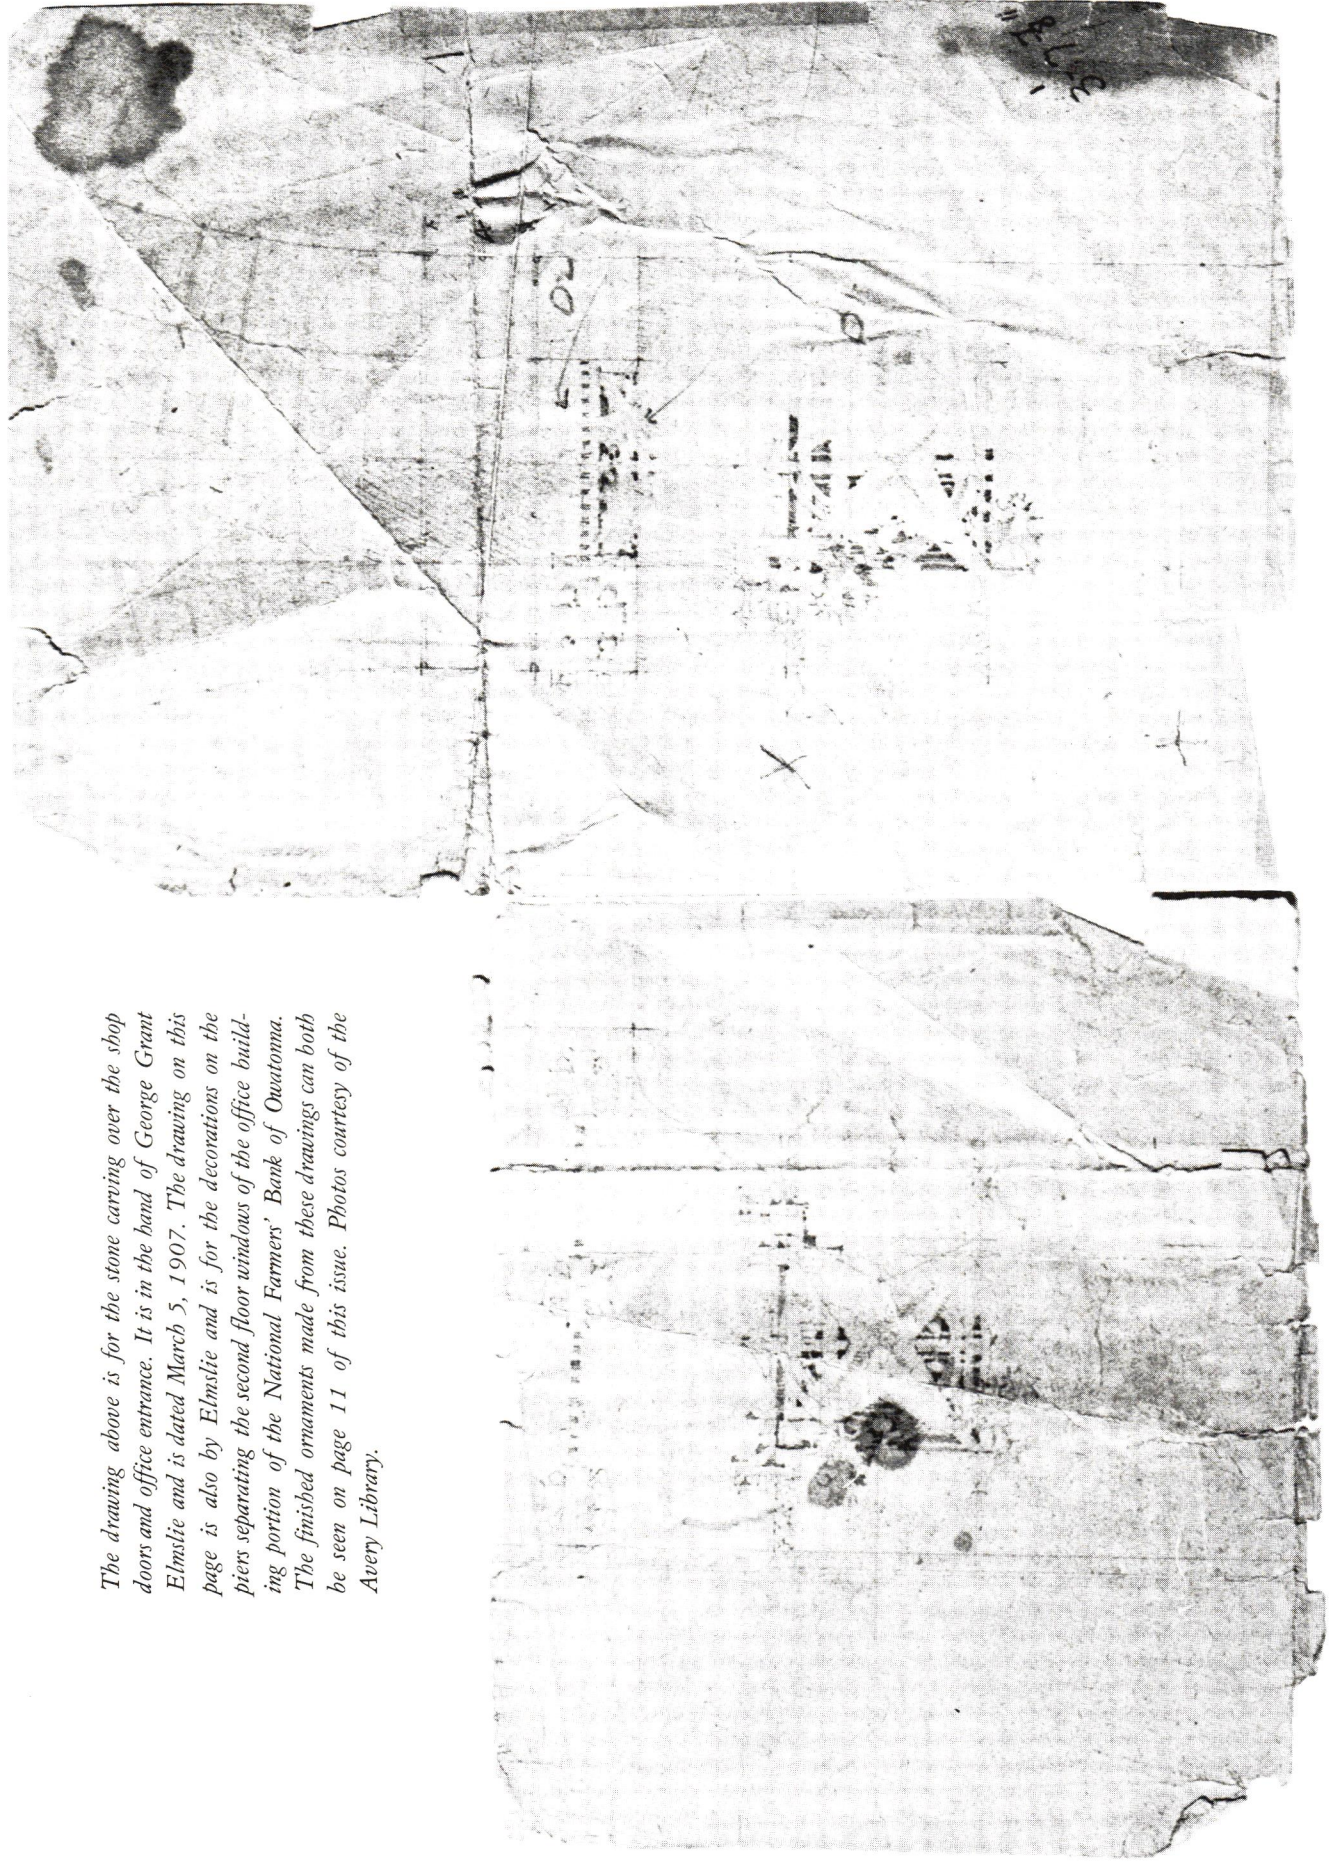 The drawing above is for the stone carving over the shop
doors and office entrance. It is in the hand of George Grant
Elmslie and is dated March 5, 1907. The drawing on this
page is also by Elmslie and is for the decorations on the
piers separating the second floor windows of the office build-
ing portion of the National Farmers' Bank of Owatonna.
The finished ornaments made from these drawings can both
be seen on page 11 of this issue. Photos courtesy of the
Avery Library.